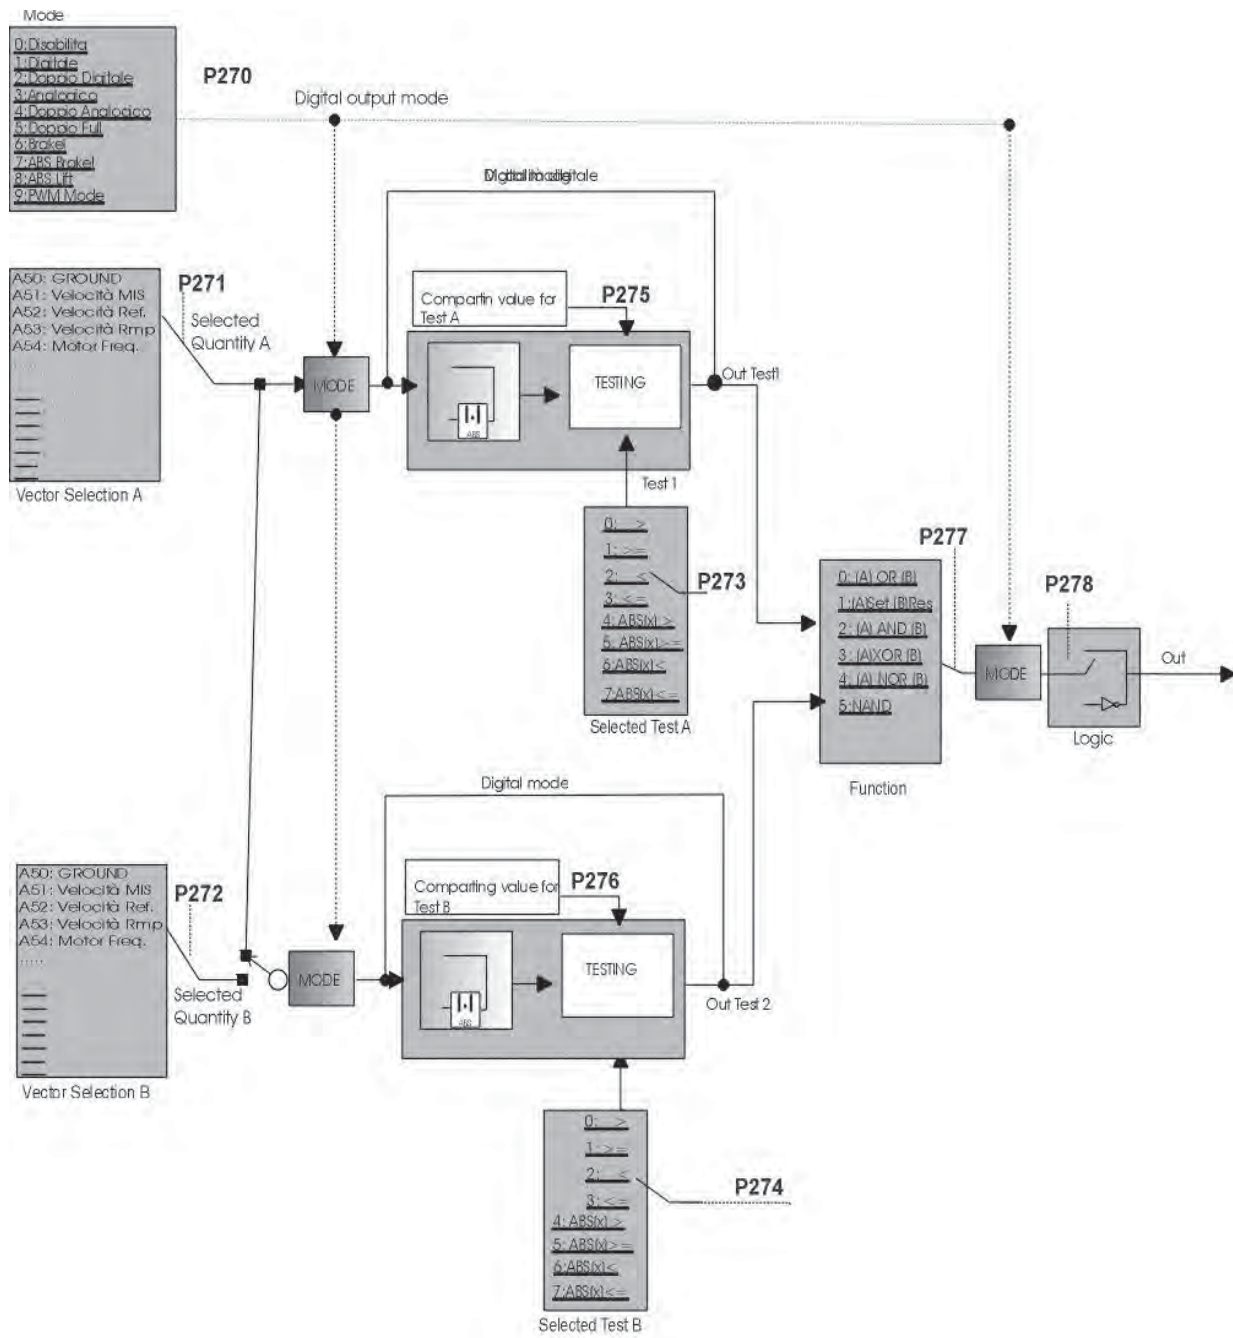 Mode
0:Disabilita
1:Digitale
2:Doppio Digitale
3:Analogico
4:Doppio Analogico
5:Doppio Full
6:Brakel
7:ABS Brakel
8:ABS Lift
9:PWM Mode
P270
Digital output mode
A50: GROUND
A51: Velocità MIS
A52: Velocità Ref.
A53: Velocità Rmp
A54: Motor Freq.
.....
Vector Selection A
P271
Selected
Quantity A
MODE
Compartin value for
Test A
P275
ABS
TESTING
Out Test1
Test 1
0: >
1: >=
2: <
3: <=
4: ABS(x) >
5: ABS(x)>=
6:ABS(x)<
7:ABS(x)<=
Selected Test A
P273
0: (A) OR (B)
1:(A)Set (B)Res
2: (A) AND (B)
3: (A)XOR (B)
4: (A) NOR (B)
5:NAND
Function
P277
MODE
P278
Logic
Out
Digital mode
A50: GROUND
A51: Velocità MIS
A52: Velocità Ref.
A53: Velocità Rmp
A54: Motor Freq.
.....
Vector Selection B
P272
Selected
Quantity B
MODE
Comparting value for
Test B
P276
ABS
TESTING
Out Test 2
0: >
1: >=
2: <
3: <=
4: ABS(x) >
5: ABS(x)>=
6:ABS(x)<
7:ABS(x)<=
Selected Test B
P274